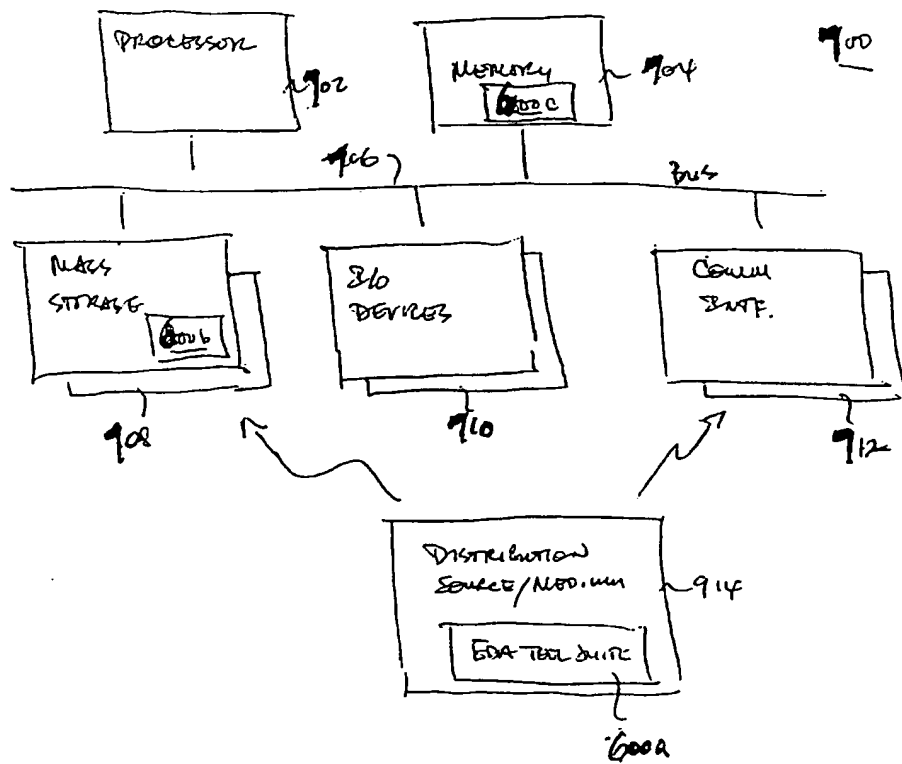 PROCESSOR
902
MEMORY
904
900
600c
906
BUS
MASS
STORAGE
600b
I/O
DEVICES
COMM
INTF.
908
910
912
DISTRIBUTION
SOURCE/MEDIUM
914
EDA TOOL SUITE
600a